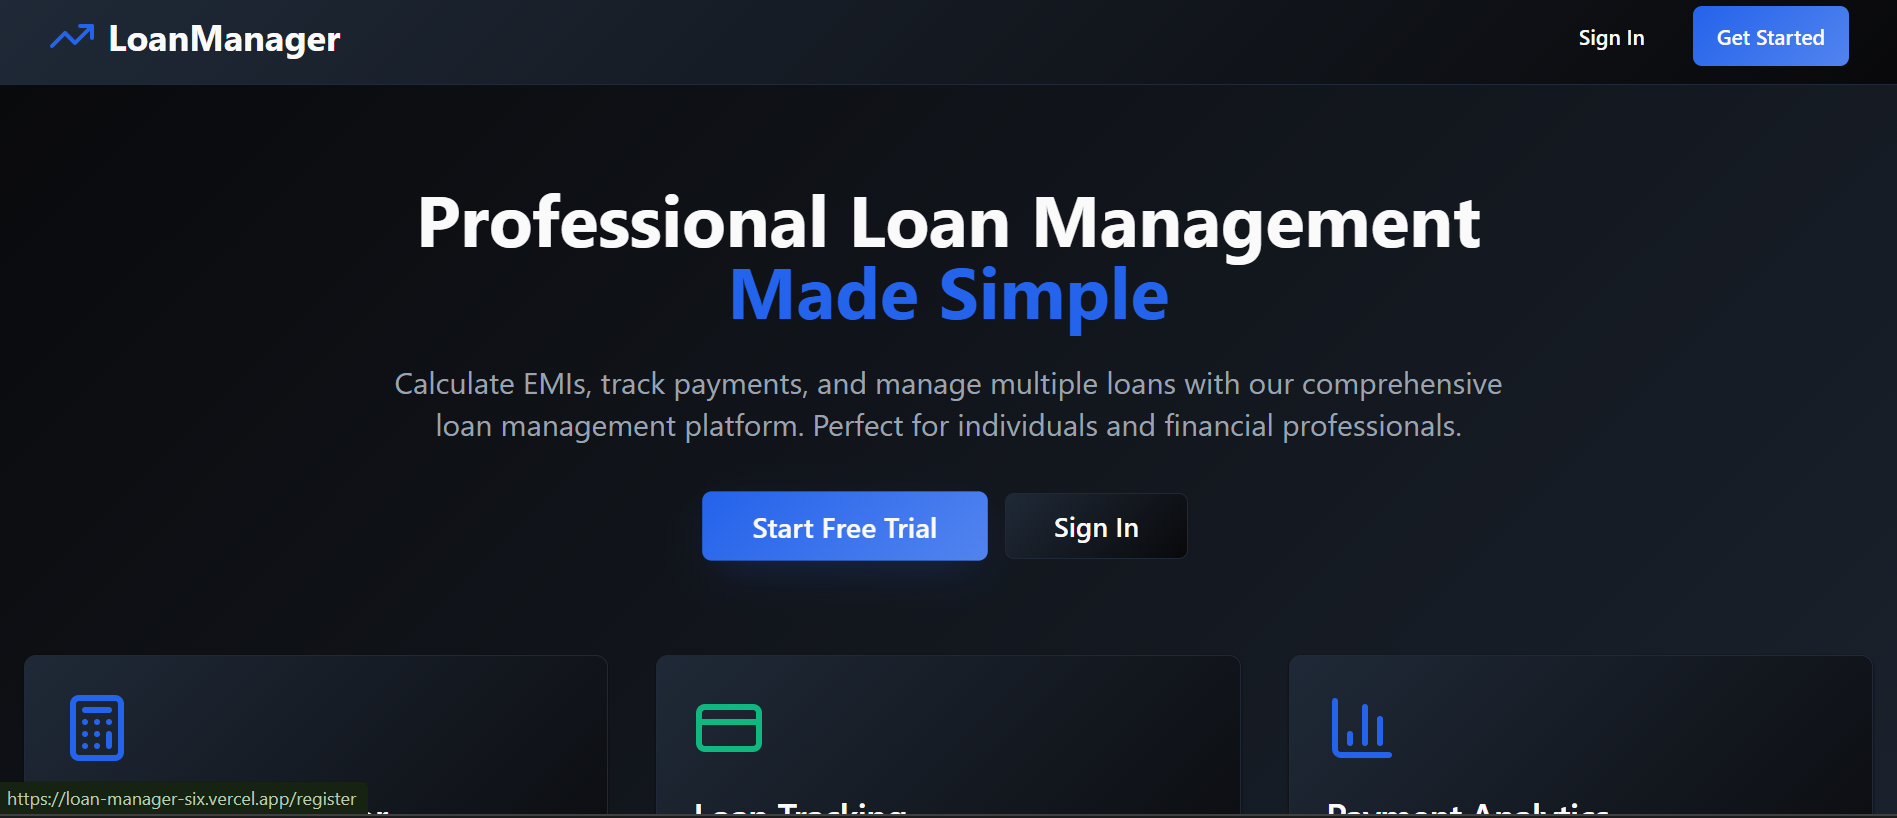 LoanManager
Sign In
Get Started
Professional Loan Management
Made Simple
Calculate EMIs, track payments, and manage multiple loans with our comprehensive
loan management platform. Perfect for individuals and financial professionals.
Start Free Trial
Sign In
Loan Tracking
Payment Analytics
https://loan-manager-six.vercel.app/register